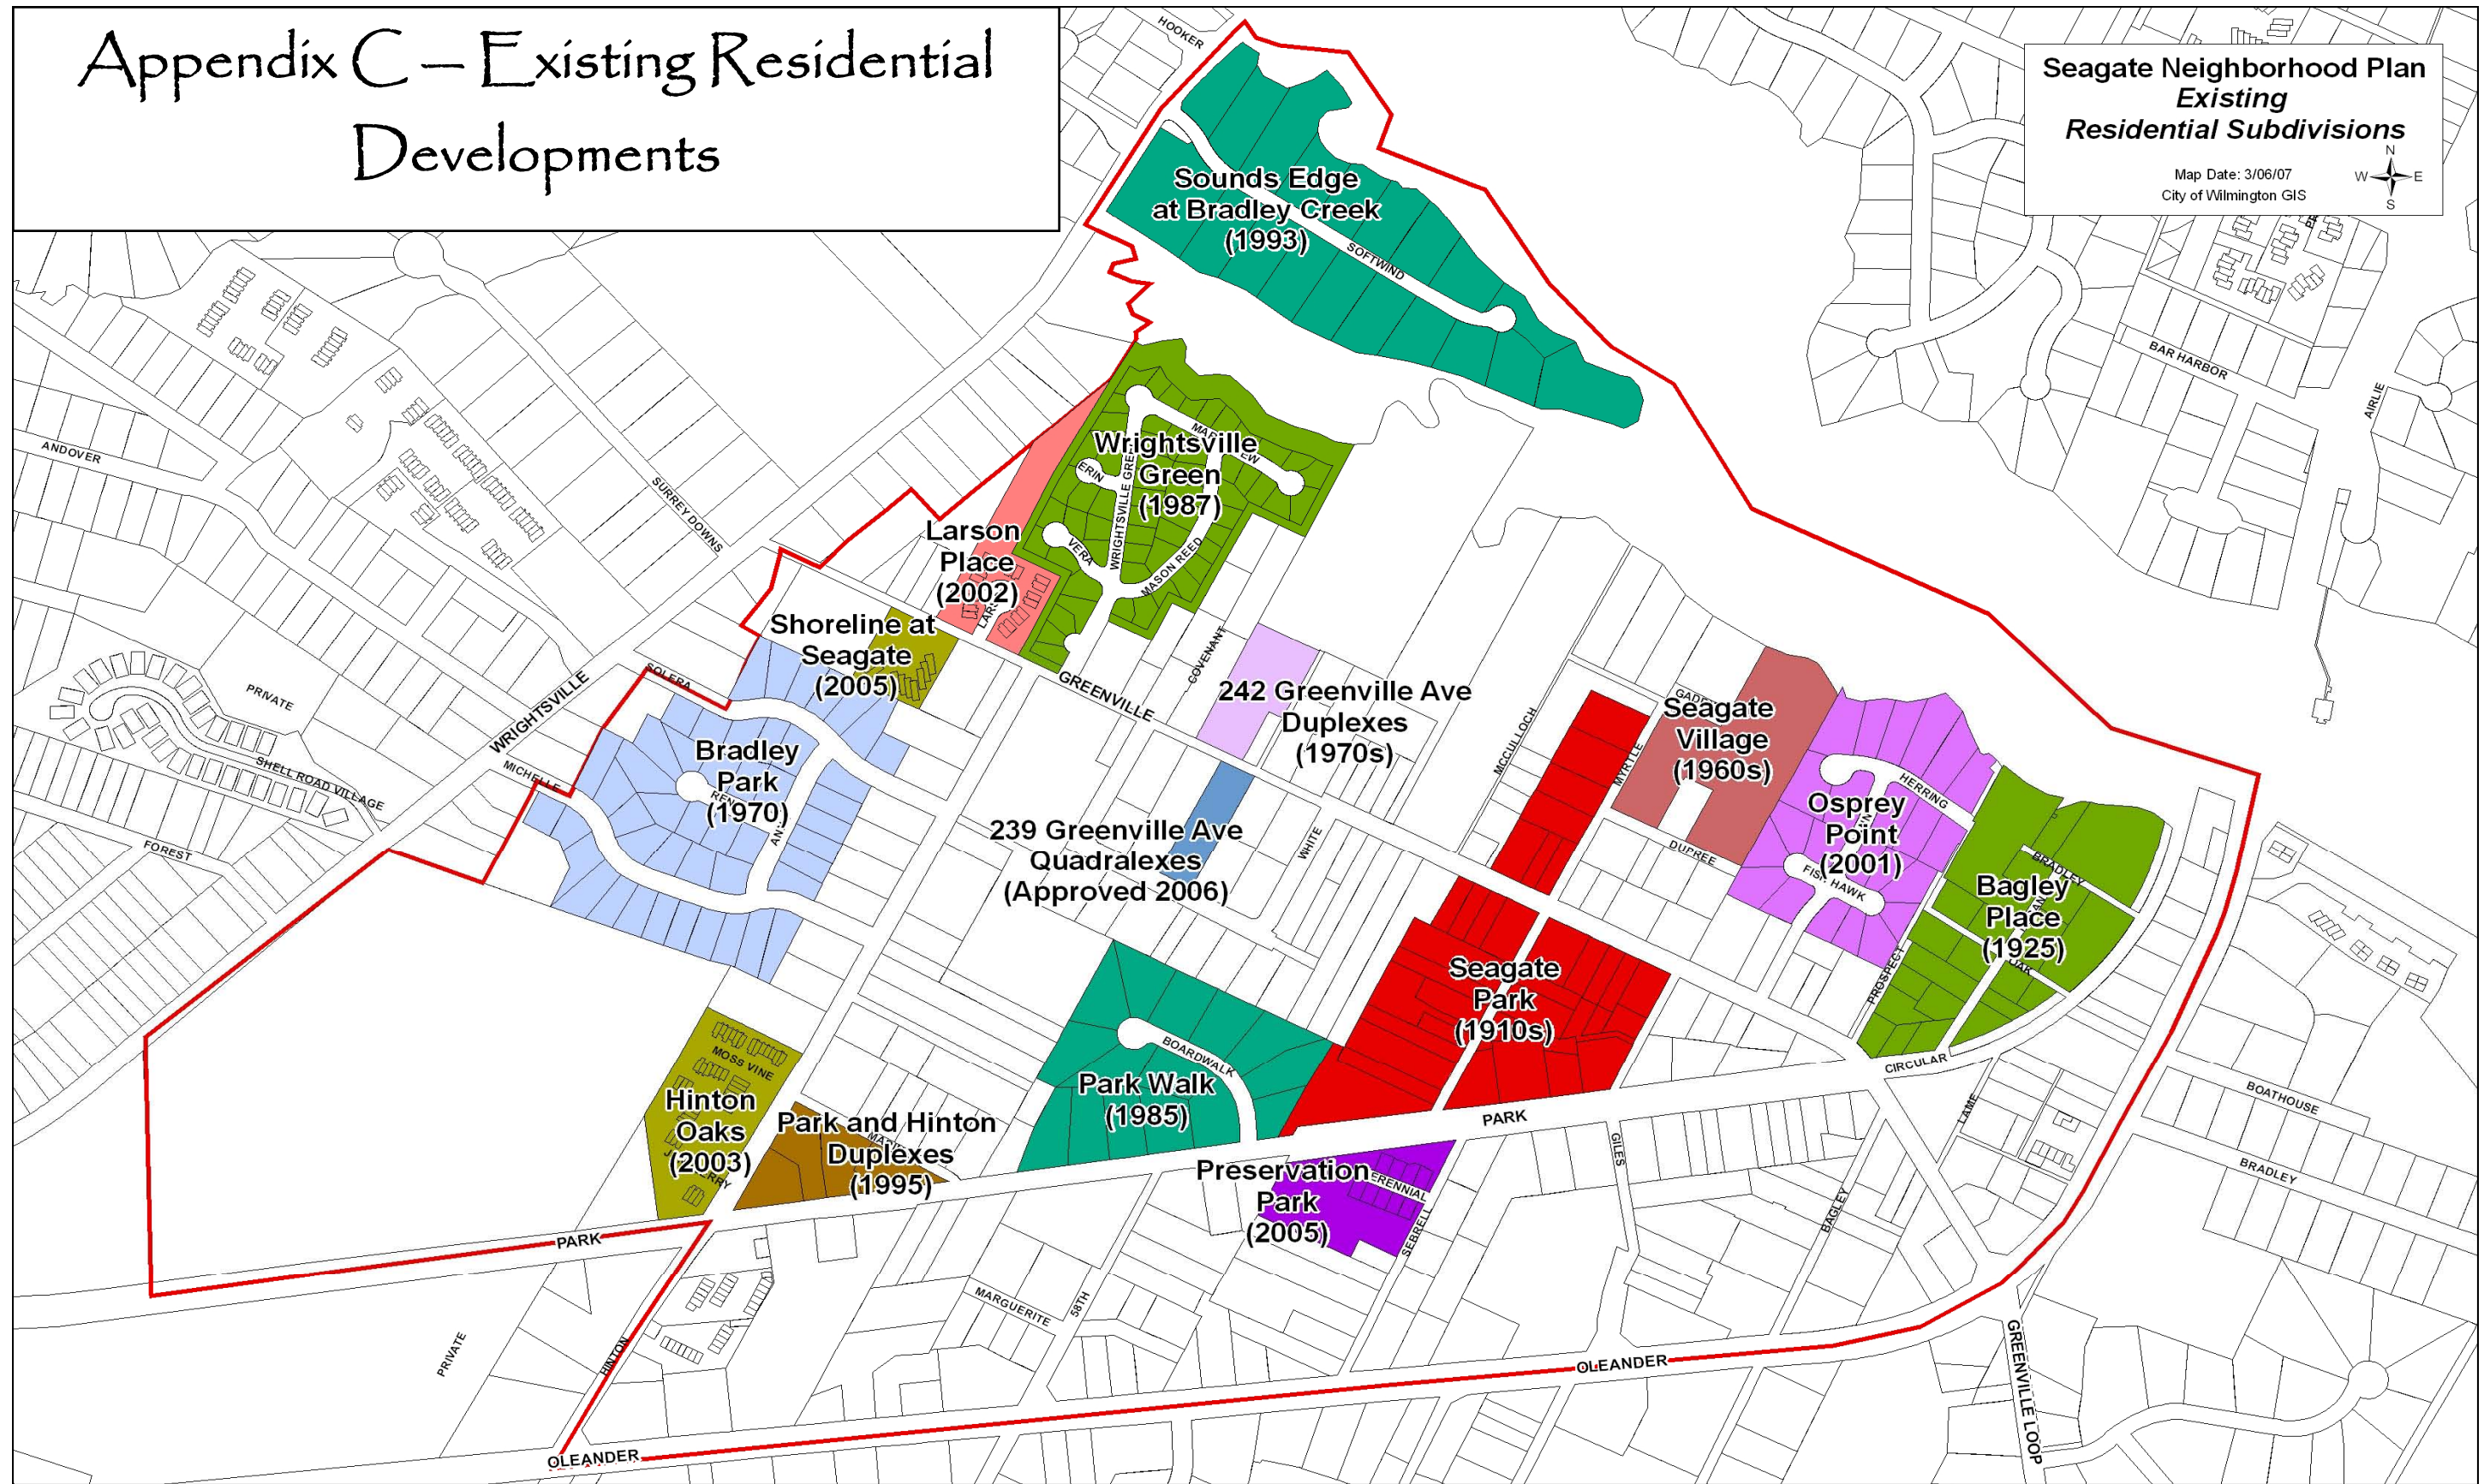 Appendix C – Existing Residential
Developments
Seagate Neighborhood Plan
Existing
Residential Subdivisions
Map Date: 3/06/07
City of Wilmington GIS
N
W
E
S
HOOKER
Sounds Edge
at Bradley Creek
(1993)
SOFTWIND
BAR HARBOR
AIRLIE
ANDOVER
SURREY DOWNS
Wrightsville
Green
(1987)
ERIN
WRIGHTSVILLE GREEN
VERA
MASON REED
Larson
Place
(2002)
Shoreline at
Seagate
(2005)
SOLERA
COVENANT
GREENVILLE
242 Greenville Ave
Duplexes
(1970s)
PRIVATE
WRIGHTSVILLE
MICHELLE
SHELL ROAD VILLAGE
FOREST
Bradley
Park
(1970)
MCCULLOCH
MYRTLE
Seagate
Village
(1960s)
DUPREE
HERRING
Osprey
Point
(2001)
FISH HAWK
BRADLEY
Bagley
Place
(1925)
OAK
PROSPECT
239 Greenville Ave
Quadralexes
(Approved 2006)
WHITE
Seagate
Park
(1910s)
BOARDWALK
Park Walk
(1985)
MOSS VINE
Hinton
Oaks
(2003)
Park and Hinton
Duplexes
(1995)
PARK
CIRCULAR
LAME
BOATHOUSE
BRADLEY
GILES
BAGLEY
Preservation
Park
(2005)
SEBRELL
PARK
PRIVATE
HINTON
MARGUERITE
58TH
OLEANDER
GREENVILLE LOOP
OLEANDER